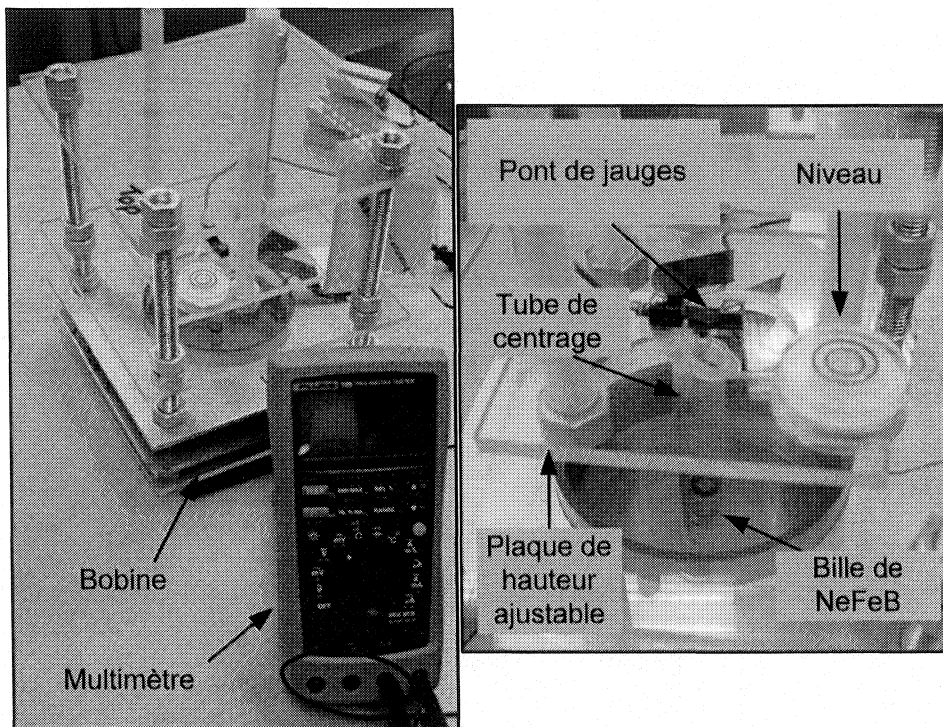 Bobine
Multimètre
Pont de jauges
Niveau
Tube de
centrage
Plaque de
hauteur
ajustable
Bille de
NeFeB